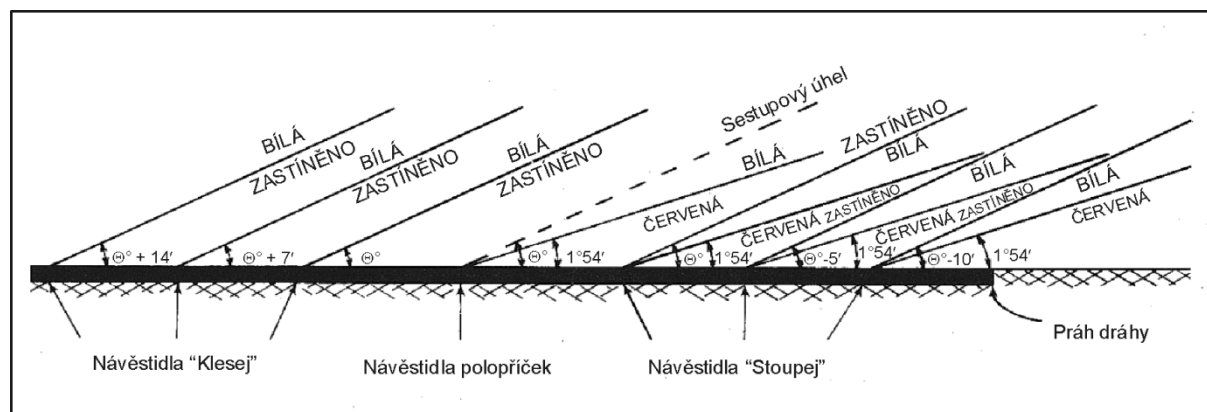 BÍLÁ
ZASTÍNĚNO
BÍLÁ
ZASTÍNĚNO
BÍLÁ
ZASTÍNĚNO
Sestupový úhel
BÍLÁ
ČERVENÁ
ZASTÍNĚNO
BÍLÁ
ČERVENÁ ZASTÍNĚNO
BÍLÁ
ČERVENÁ ZASTÍNĚNO
BÍLÁ
ČERVENÁ
Θ° + 14′
Θ° + 7′
Θ°
Θ°
1°54′
Θ°
1°54′
Θ°-5′
1°54′
Θ°-10′
1°54′
Návěstidla “Klesej”
Návěstidla polopříček
Návěstidla “Stoupej”
Práh dráhy